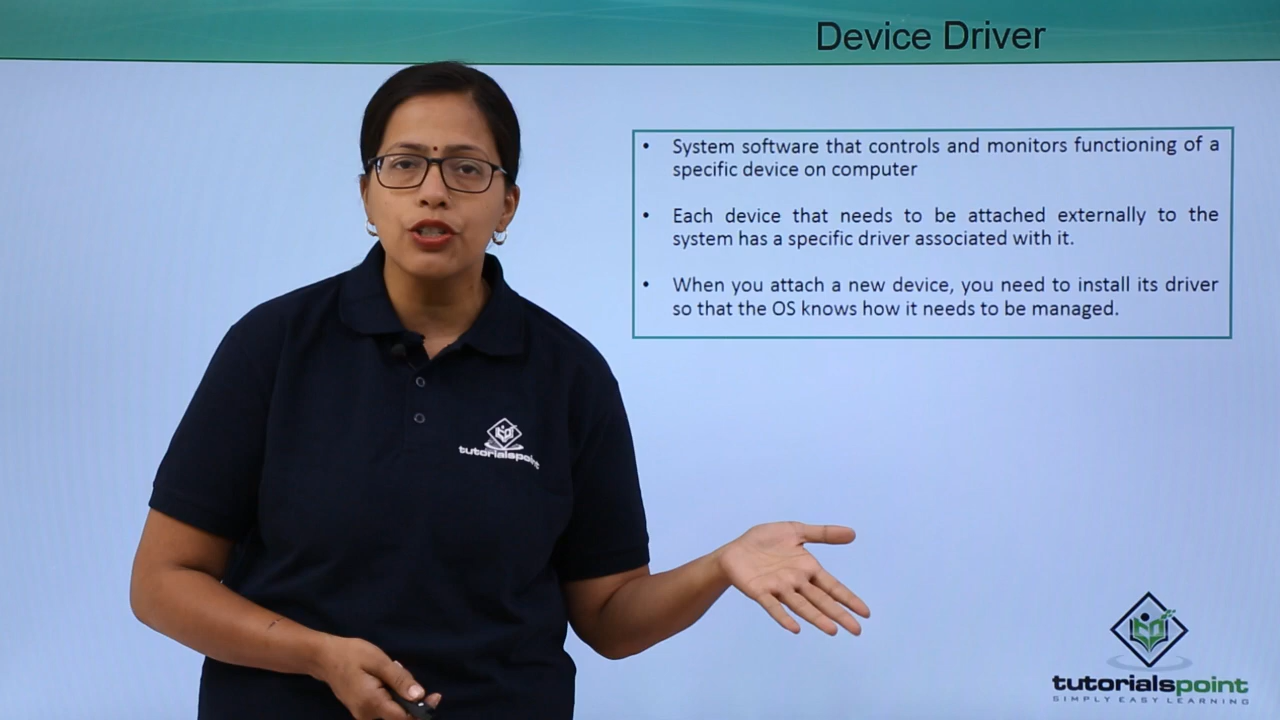 Device Driver
• System software that controls and monitors functioning of a
specific device on computer
• Each device that needs to be attached externally to the
system has a specific driver associated with it.
• When you attach a new device, you need to install its driver
so that the OS knows how it needs to be managed.
tutorialspoint
tutorialspoint
SIMPLY EASY LEARNING